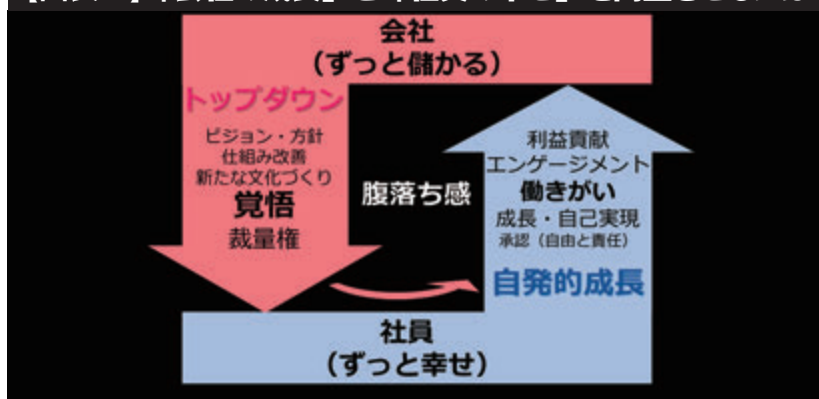 会社
(ずっと儲かる)
トップダウン
ビジョン・方針
仕組み改善
新たな文化づくり
覚悟
裁量権
腹落ち感
利益貢献
エンゲージメント
働きがい
成長・自己実現
承認(自由と責任)
自発的成長
社員
(ずっと幸せ)